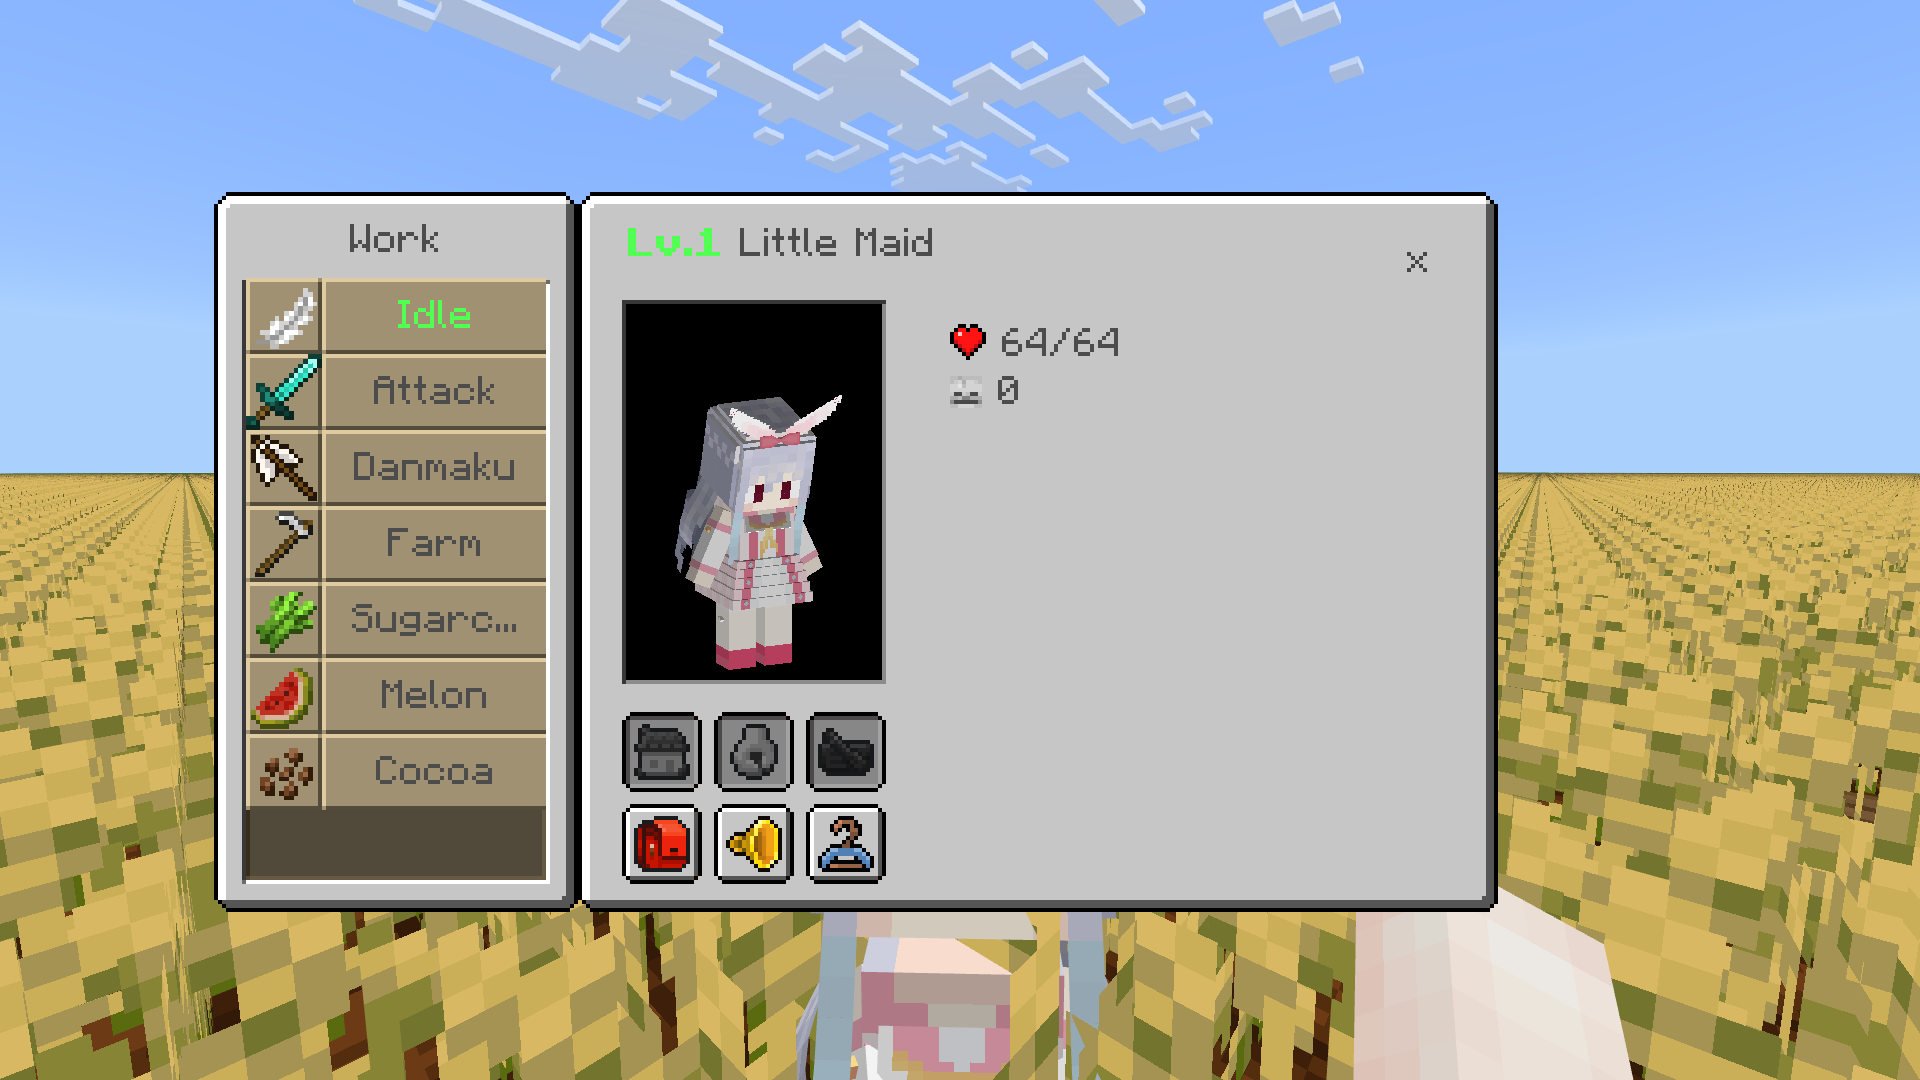 Work
Idle
Attack
Danmaku
Farm
Sugarc...
Melon
Cocoa
Lv.1 Little Maid
x
64/64
0